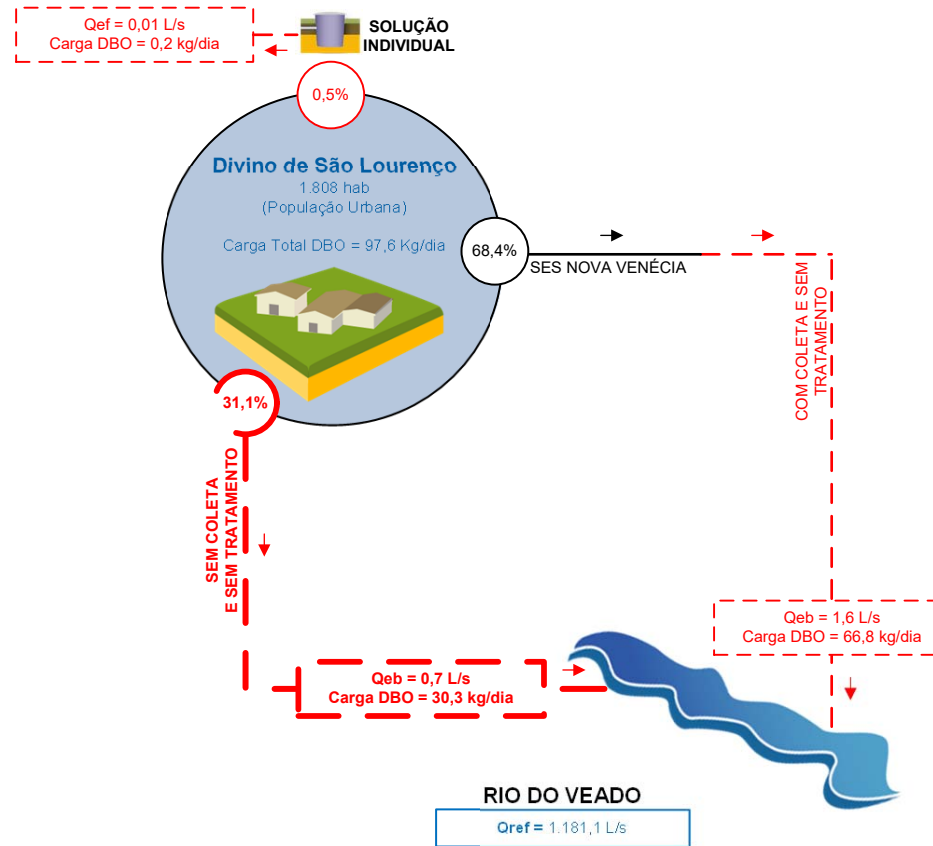 Qef = 0,01 L/s
Carga DBO = 0,2 kg/dia
SOLUÇÃO
INDIVIDUAL
0,5%
Divino de São Lourenço
1.808 hab
(População Urbana)
Carga Total DBO = 97,6 Kg/dia
68,4%
SES NOVA VENÉCIA
COM COLETA E SEM
TRATAMENTO
31,1%
SEM COLETA
E SEM TRATAMENTO
Qeb = 1,6 L/s
Carga DBO = 66,8 kg/dia
Qeb = 0,7 L/s
Carga DBO = 30,3 kg/dia
RIO DO VEADO
Qref = 1.181,1 L/s